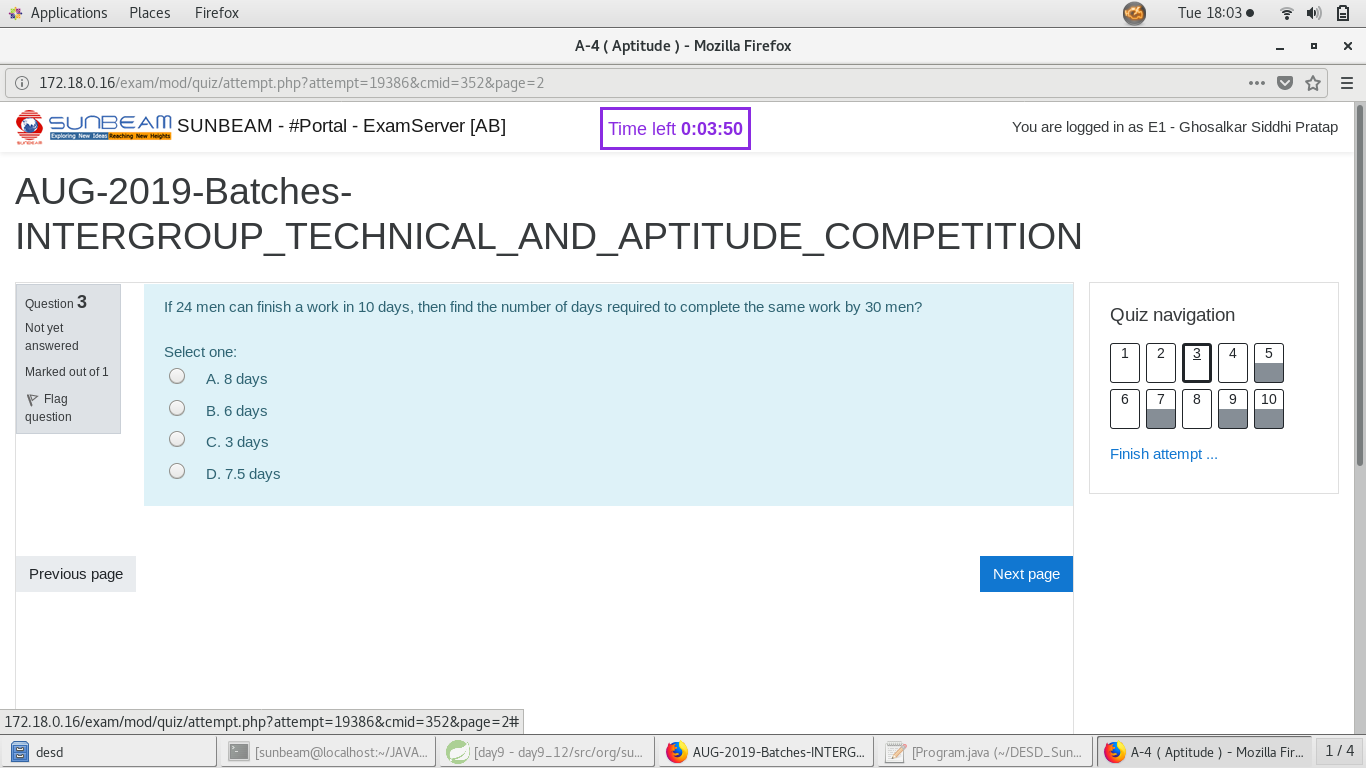 Applications Places Firefox Tue 18:03
A-4 ( Aptitude ) - Mozilla Firefox
172.18.0.16/exam/mod/quiz/attempt.php?attempt=19386&cmid=352&page=2
SUNBEAM
Exploring New Ideas Reaching New Heights
SUNBEAM
SUNBEAM - #Portal - ExamServer [AB]
Time left 0:03:50
You are logged in as E1 - Ghosalkar Siddhi Pratap
AUG-2019-Batches-
INTERGROUP_TECHNICAL_AND_APTITUDE_COMPETITION
Question 3
Not yet
answered
Marked out of 1
Flag
question
If 24 men can finish a work in 10 days, then find the number of days required to complete the same work by 30 men?
Select one:
A. 8 days
B. 6 days
C. 3 days
D. 7.5 days
Quiz navigation
1 2 3 4 5
6 7 8 9 10
Finish attempt ...
Previous page
Next page
172.18.0.16/exam/mod/quiz/attempt.php?attempt=19386&cmid=352&page=2#
desd [sunbeam@localhost:~/JAVA... [day9 - day9_12/src/org/su... AUG-2019-Batches-INTERG... [Program.java (~/DESD_Sun... A-4 ( Aptitude ) - Mozilla Fir... 1 / 4